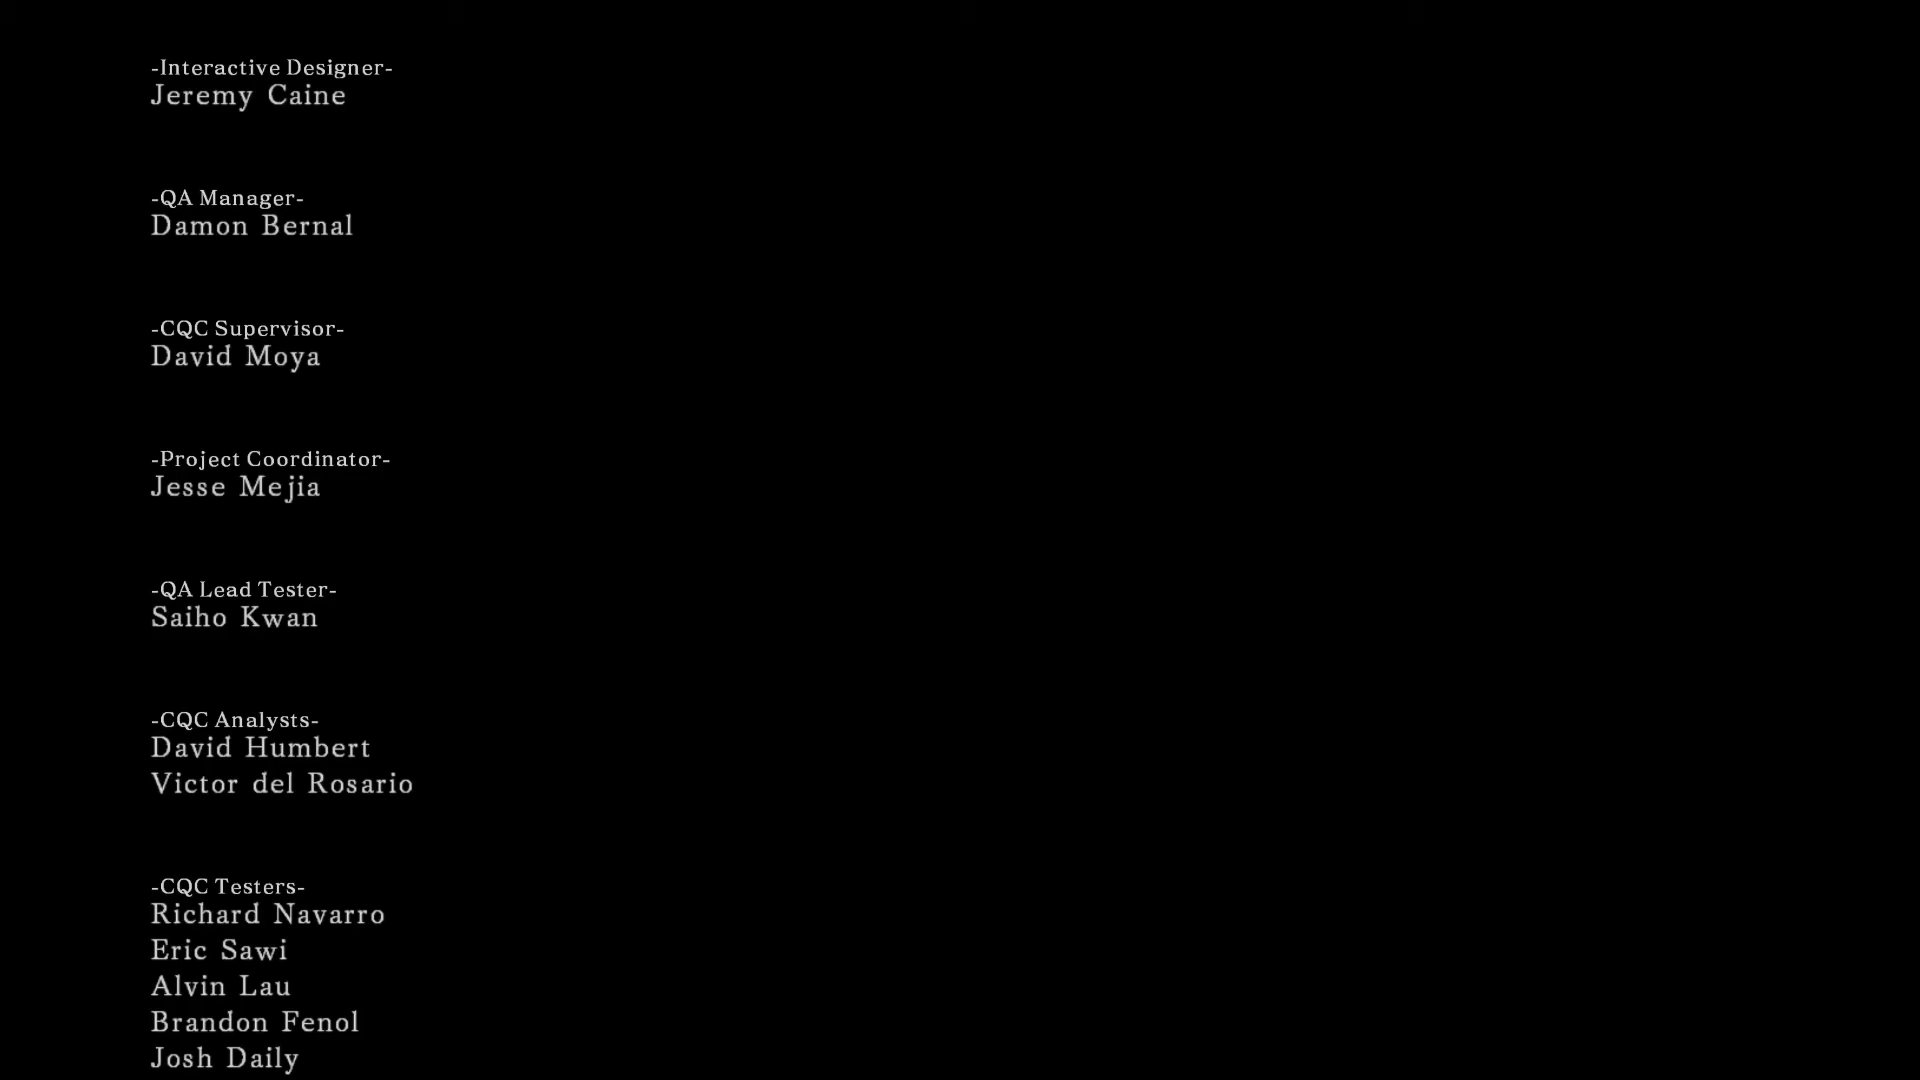 -Interactive Designer-
Jeremy Caine
-QA Manager-
Damon Bernal
-CQC Supervisor-
David Moya
-Project Coordinator-
Jesse Mejia
-QA Lead Tester-
Saiho Kwan
-CQC Analysts-
David Humbert
Victor del Rosario
-CQC Testers-
Richard Navarro
Eric Sawi
Alvin Lau
Brandon Fenol
Josh Daily